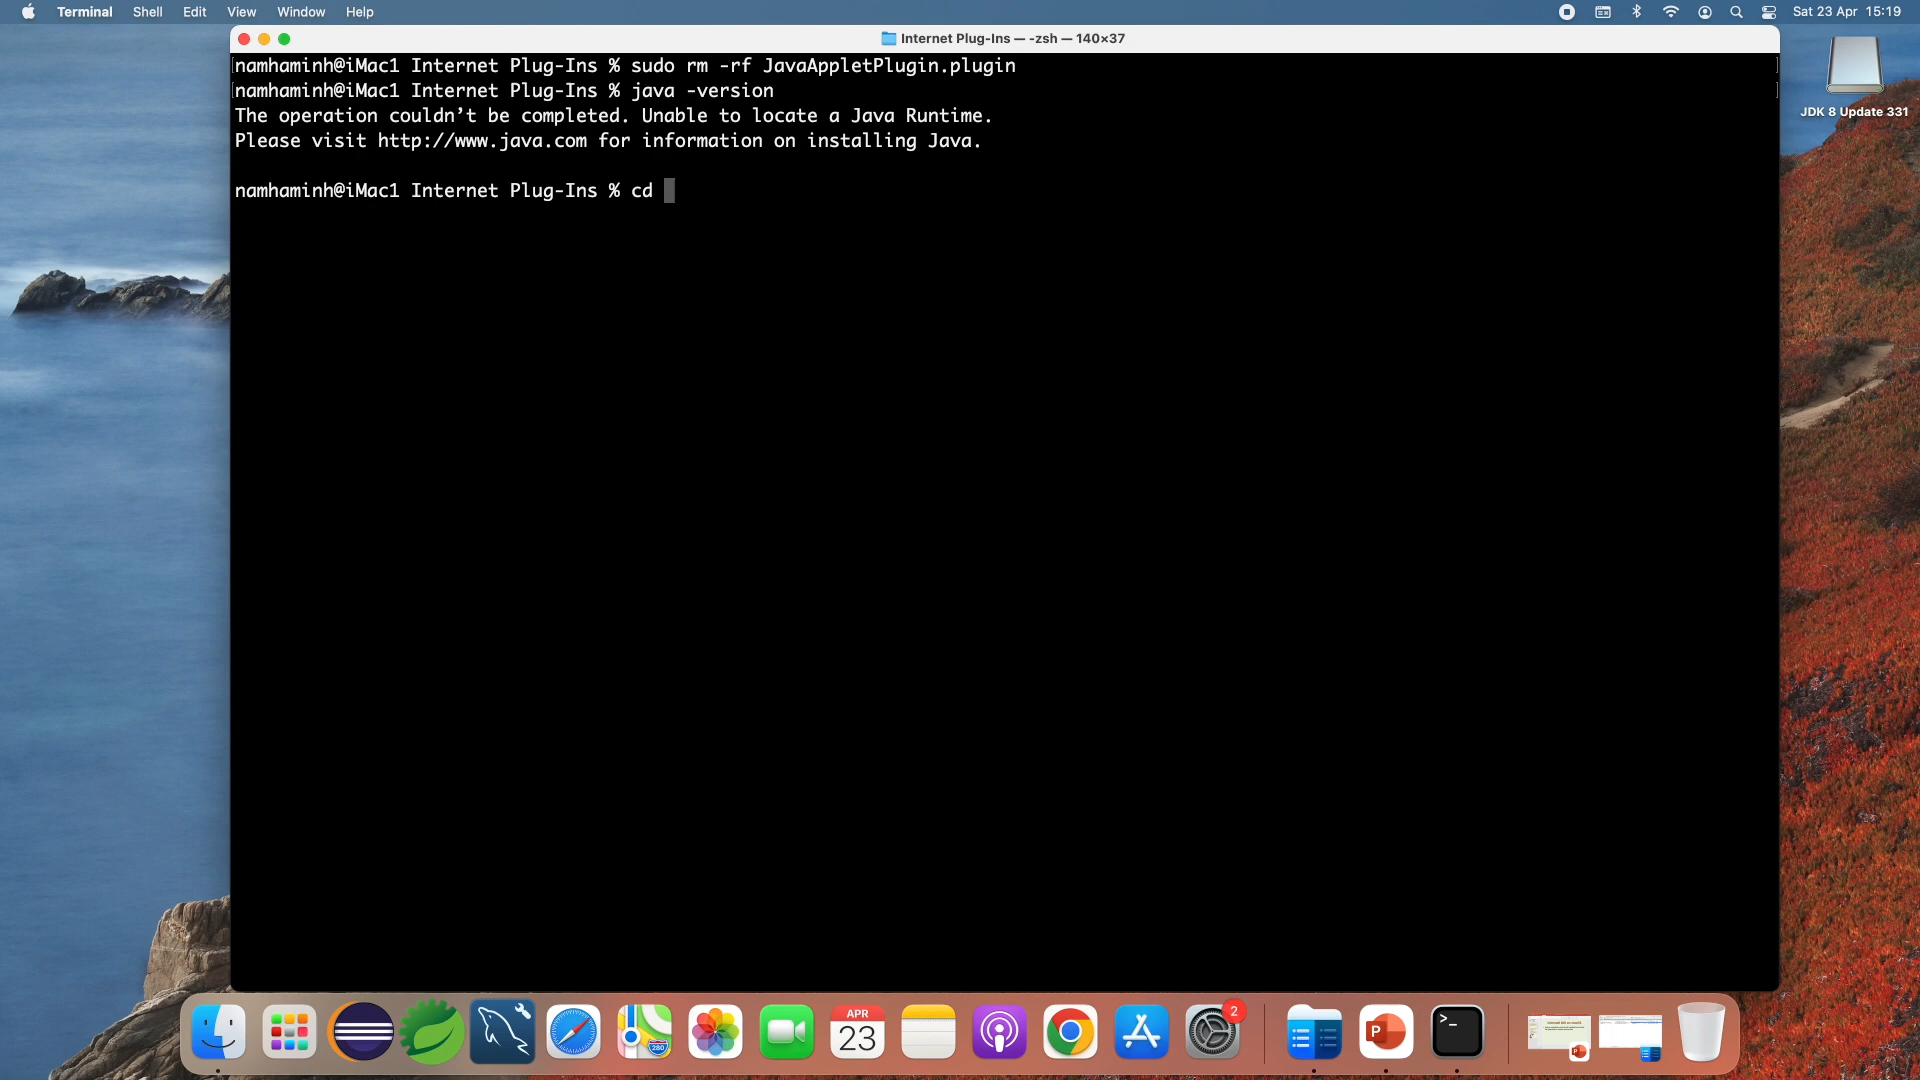 Terminal Shell Edit View Window Help Sat 23 Apr 15:19
Internet Plug-Ins — -zsh — 140×37
namhaminh@iMac1 Internet Plug-Ins % sudo rm -rf JavaAppletPlugin.plugin
namhaminh@iMac1 Internet Plug-Ins % java -version
The operation couldn’t be completed. Unable to locate a Java Runtime.
Please visit http://www.java.com for information on installing Java.
namhaminh@iMac1 Internet Plug-Ins % cd
JDK 8 Update 331
280
APR
23
2
P
>_
P